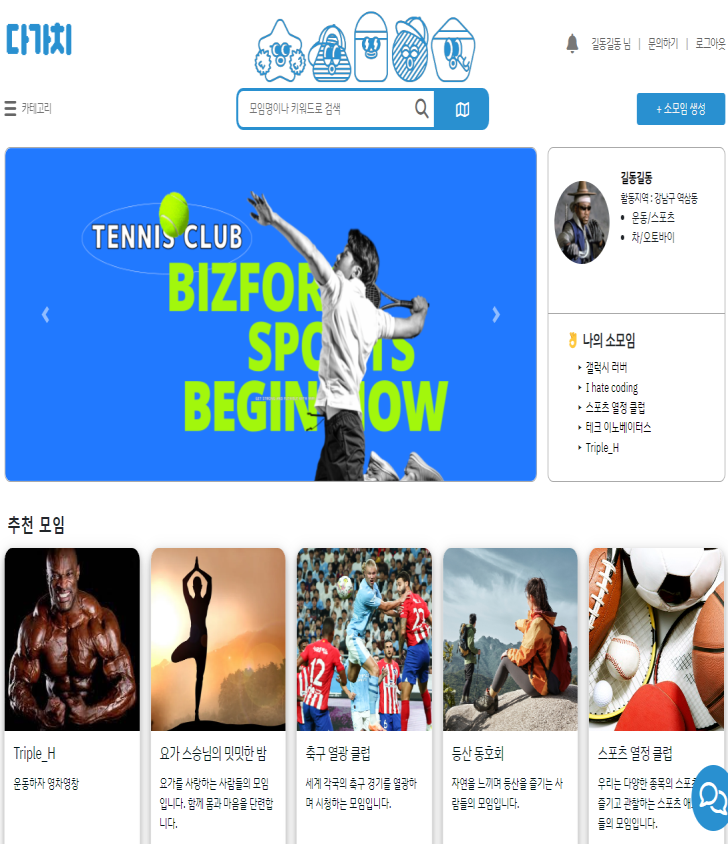 다가치
길동길동 님 | 문의하기 | 로그아웃
카테고리
모임명이나 키워드로 검색
+ 소모임 생성
TENNIS CLUB
BIZFOR
SPORTS
BEGIN NOW
길동길동
활동지역 : 강남구 역삼동
• 운동/스포츠
• 차/오토바이
나의 소모임
갤럭시 러버
I hate coding
스포츠 열정 클럽
테크 이노베이터스
Triple_H
추천 모임
Triple_H
운동하자 영차영창
요가 스승님의 밋밋한 밤
요가를 사랑하는 사람들의 모임
입니다. 함께 몸과 마음을 단련합
니다.
축구 열광 클럽
세계 각국의 축구 경기를 열광하
며 시청하는 모임입니다.
등산 동호회
자연을 느끼며 등산을 즐기는 사
람들의 모임입니다.
스포츠 열정 클럽
우리는 다양한 종목의 스포츠
즐기고 관찰하는 스포츠 애
들의 모임입니다.